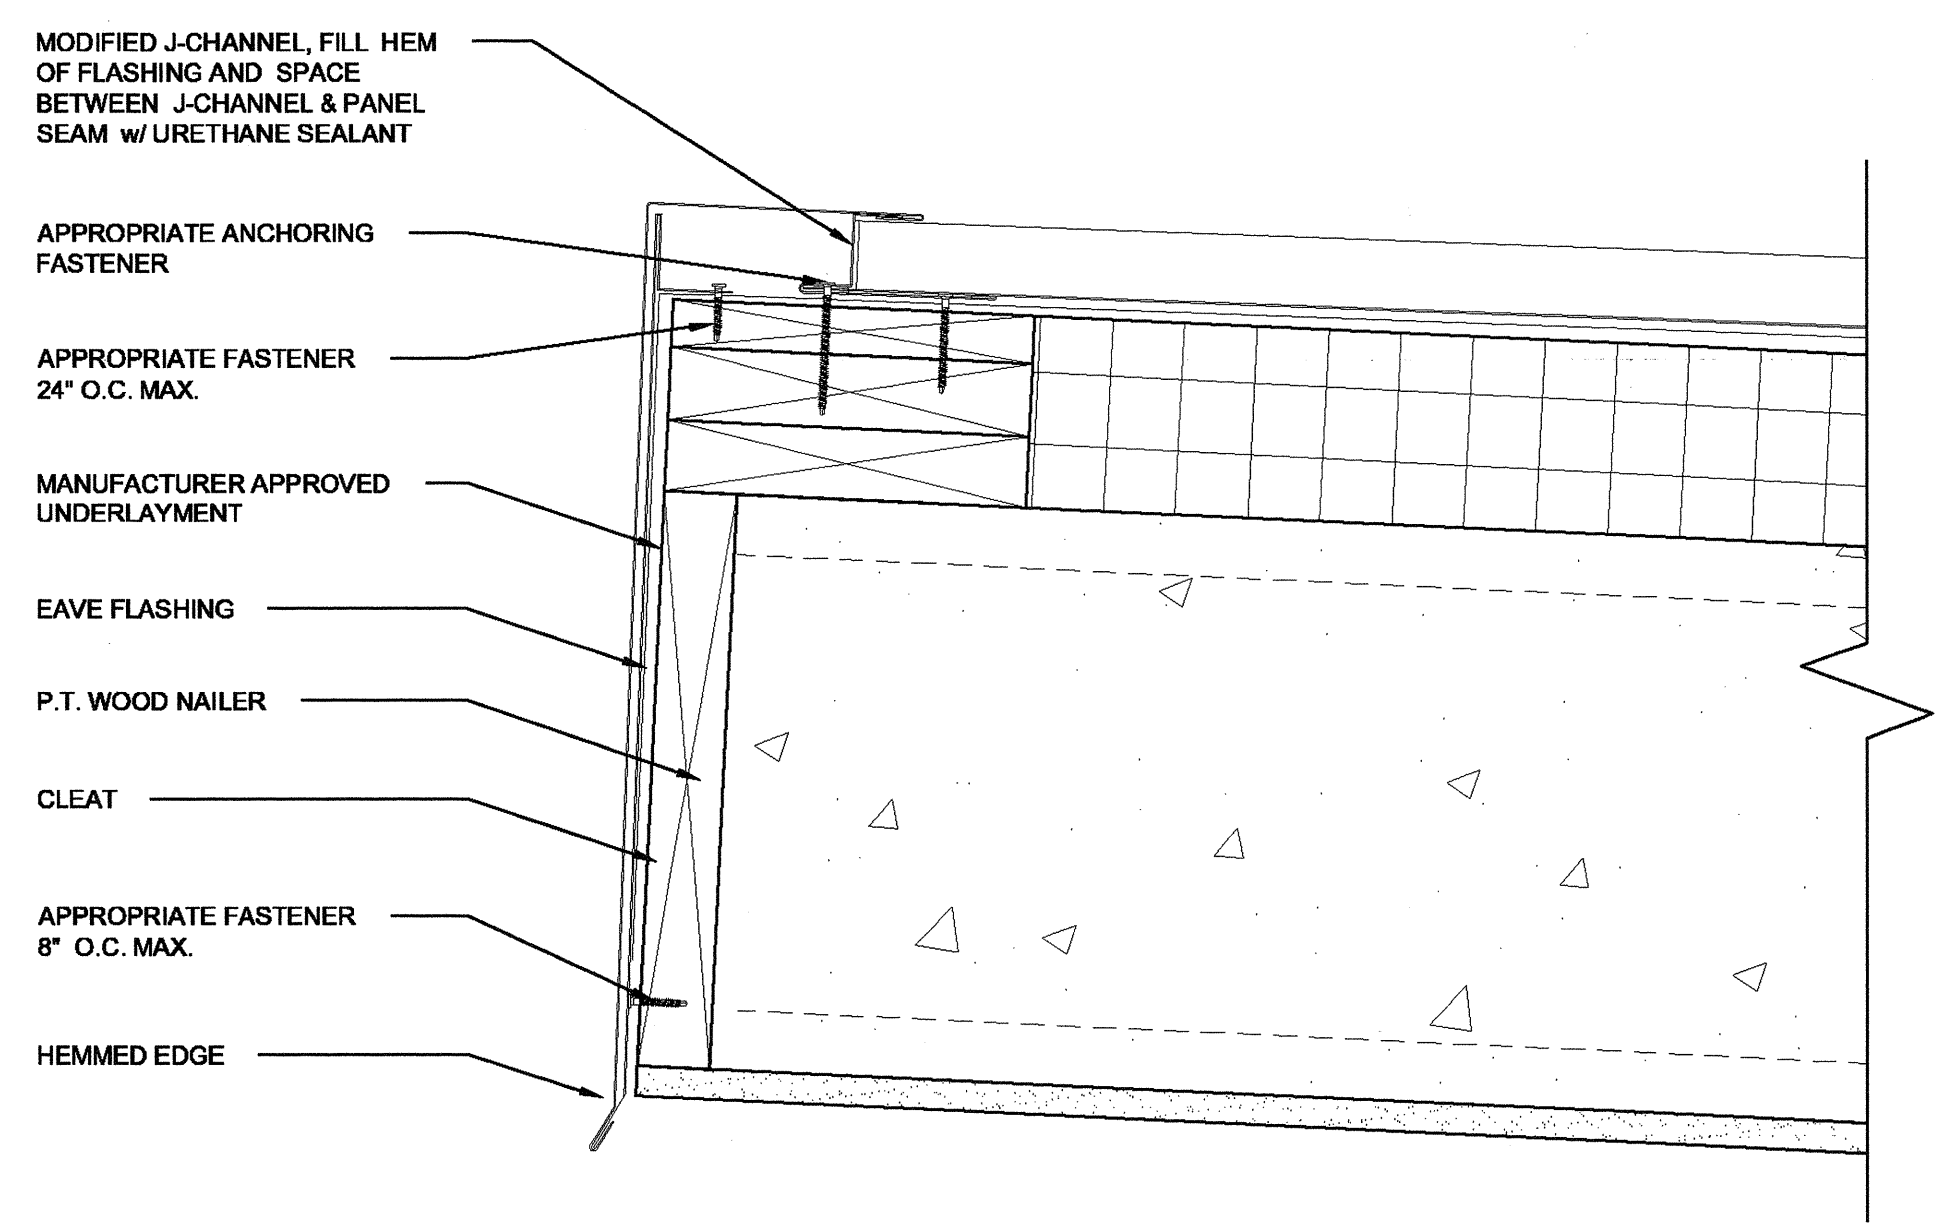 MODIFIED J-CHANNEL, FILL HEM
OF FLASHING AND SPACE
BETWEEN J-CHANNEL & PANEL
SEAM w/ URETHANE SEALANT
APPROPRIATE ANCHORING
FASTENER
APPROPRIATE FASTENER
24" O.C. MAX.
MANUFACTURER APPROVED
UNDERLAYMENT
EAVE FLASHING
P.T. WOOD NAILER
CLEAT
APPROPRIATE FASTENER
8" O.C. MAX.
HEMMED EDGE